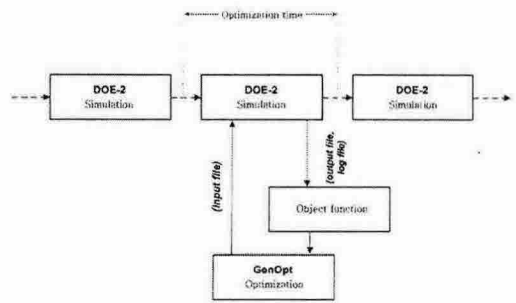 Optimization time
DOE-2
Simulation
DOE-2
Simulation
DOE-2
Simulation
(Input file)
(output file,
log file)
Object function
GenOpt
Optimization